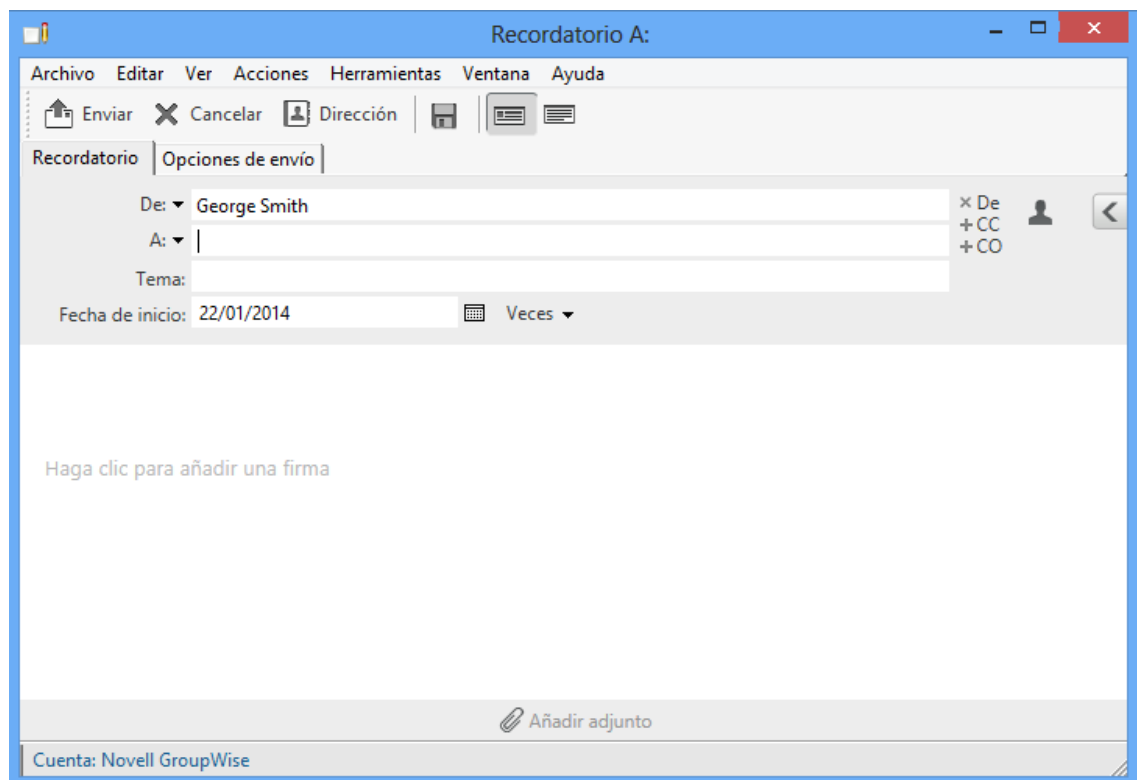 Recordatorio A:
Archivo Editar Ver Acciones Herramientas Ventana Ayuda
Enviar Cancelar Dirección
Recordatorio Opciones de envío
De: George Smith × De
+ CC
A:
+ CO
Tema:
Fecha de inicio: 22/01/2014 Veces
Haga clic para añadir una firma
Añadir adjunto
Cuenta: Novell GroupWise